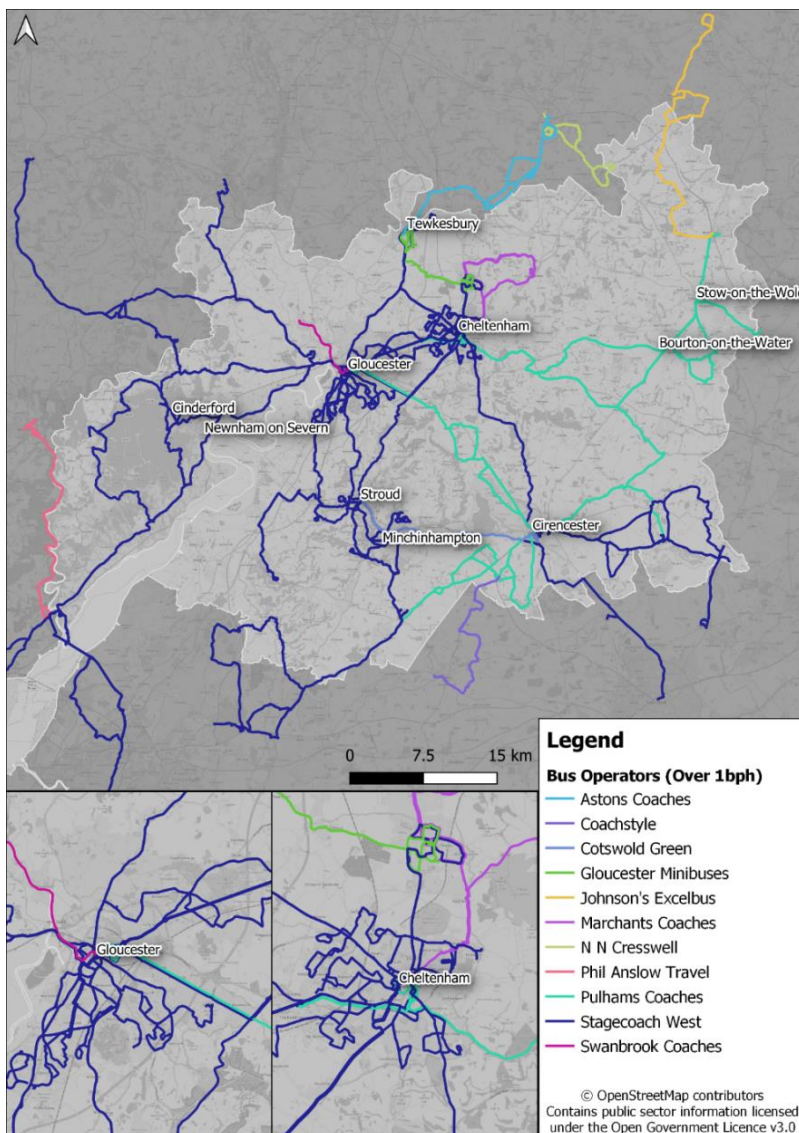 Tewkesbury
Stow-on-the-Wold
Cheltenham
Bourton-on-the-Water
Gloucester
Cinderford
Newnham on Severn
Stroud
Minchinhampton
Cirencester
0 7.5 15 km
Legend
Bus Operators (Over 1bph)
Astons Coaches
Coachstyle
Cotswold Green
Gloucester Minibuses
Johnson's Excelbus
Marchants Coaches
N N Cresswell
Phil Anslow Travel
Pulhams Coaches
Stagecoach West
Swanbrook Coaches
Gloucester
Cheltenham
© OpenStreetMap contributors
Contains public sector information licensed
under the Open Government Licence v3.0